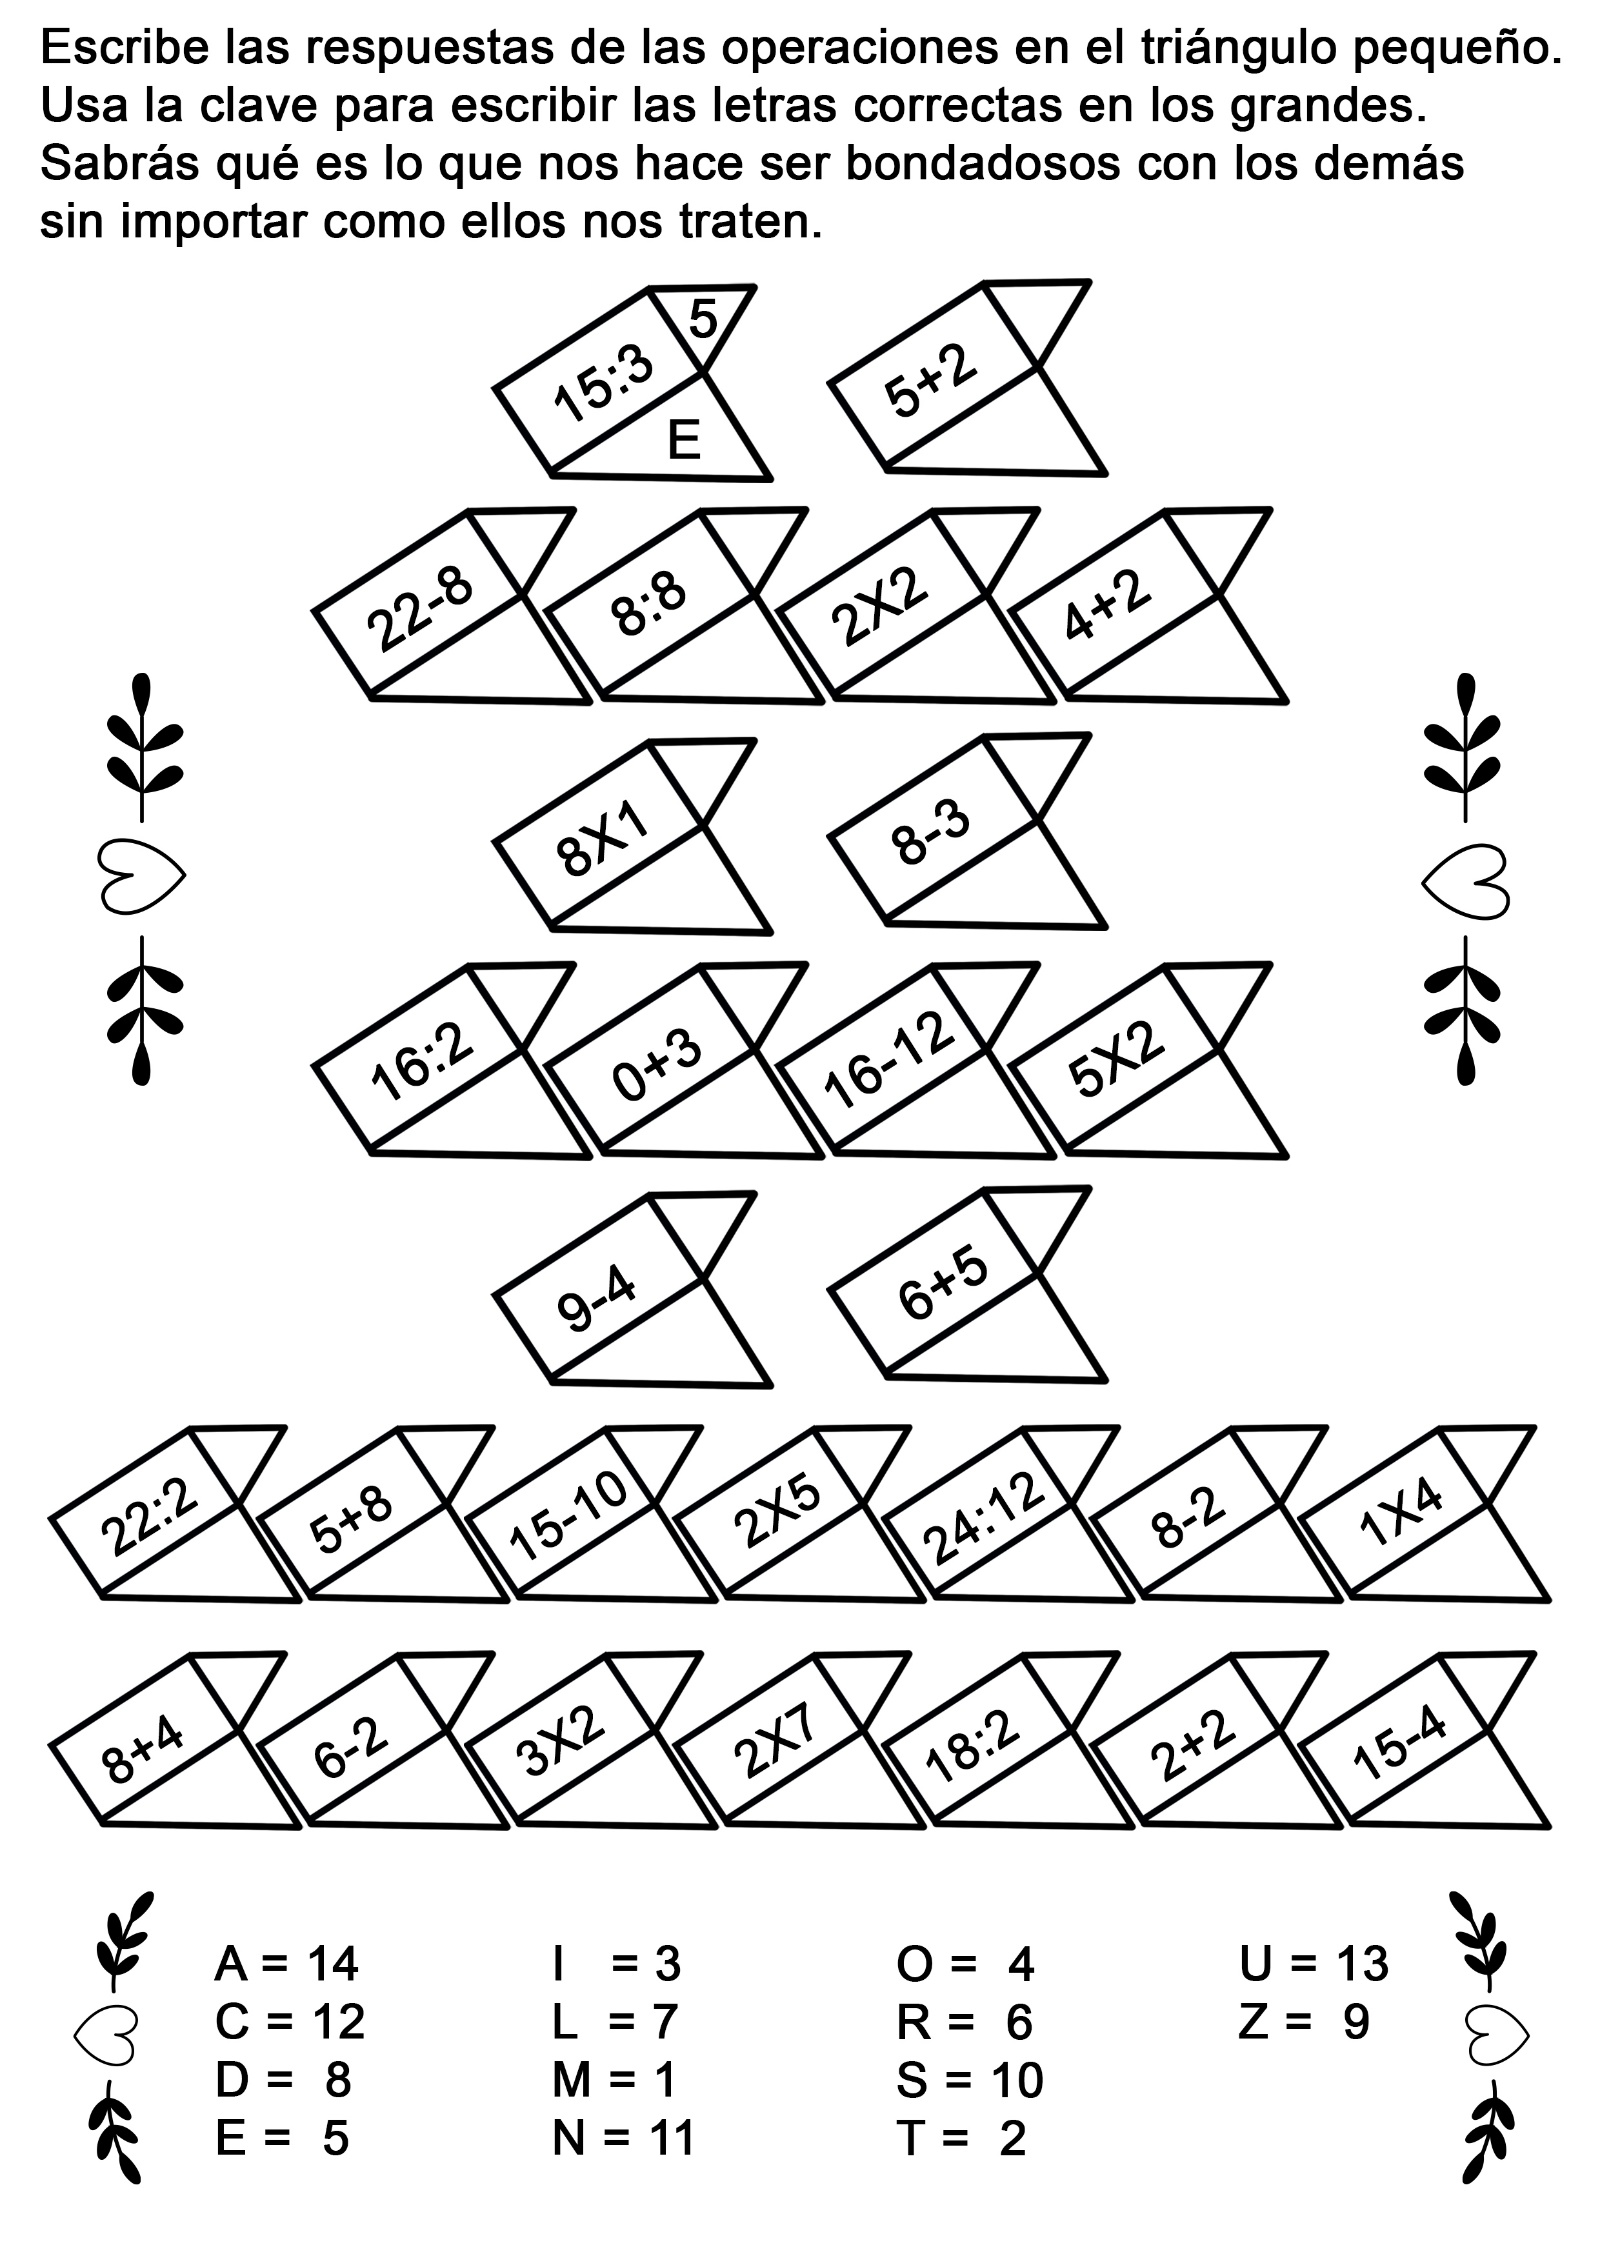 Escribe las respuestas de las operaciones en el triángulo pequeño.
Usa la clave para escribir las letras correctas en los grandes.
Sabrás qué es lo que nos hace ser bondadosos con los demás
sin importar como ellos nos traten.
15:3 5 E 5+2
22-8 8:8 2X2 4+2
8X1 8-3
16:2 0+3 16-12 5X2
9-4 6+5
22:2 5+8 15-10 2X5 24:12 8-2 1X4
8+4 6-2 3X2 2X7 18:2 2+2 15-4
A = 14 I = 3 O = 4 U = 13
C = 12 L = 7 R = 6 Z = 9
D = 8 M = 1 S = 10
E = 5 N = 11 T = 2